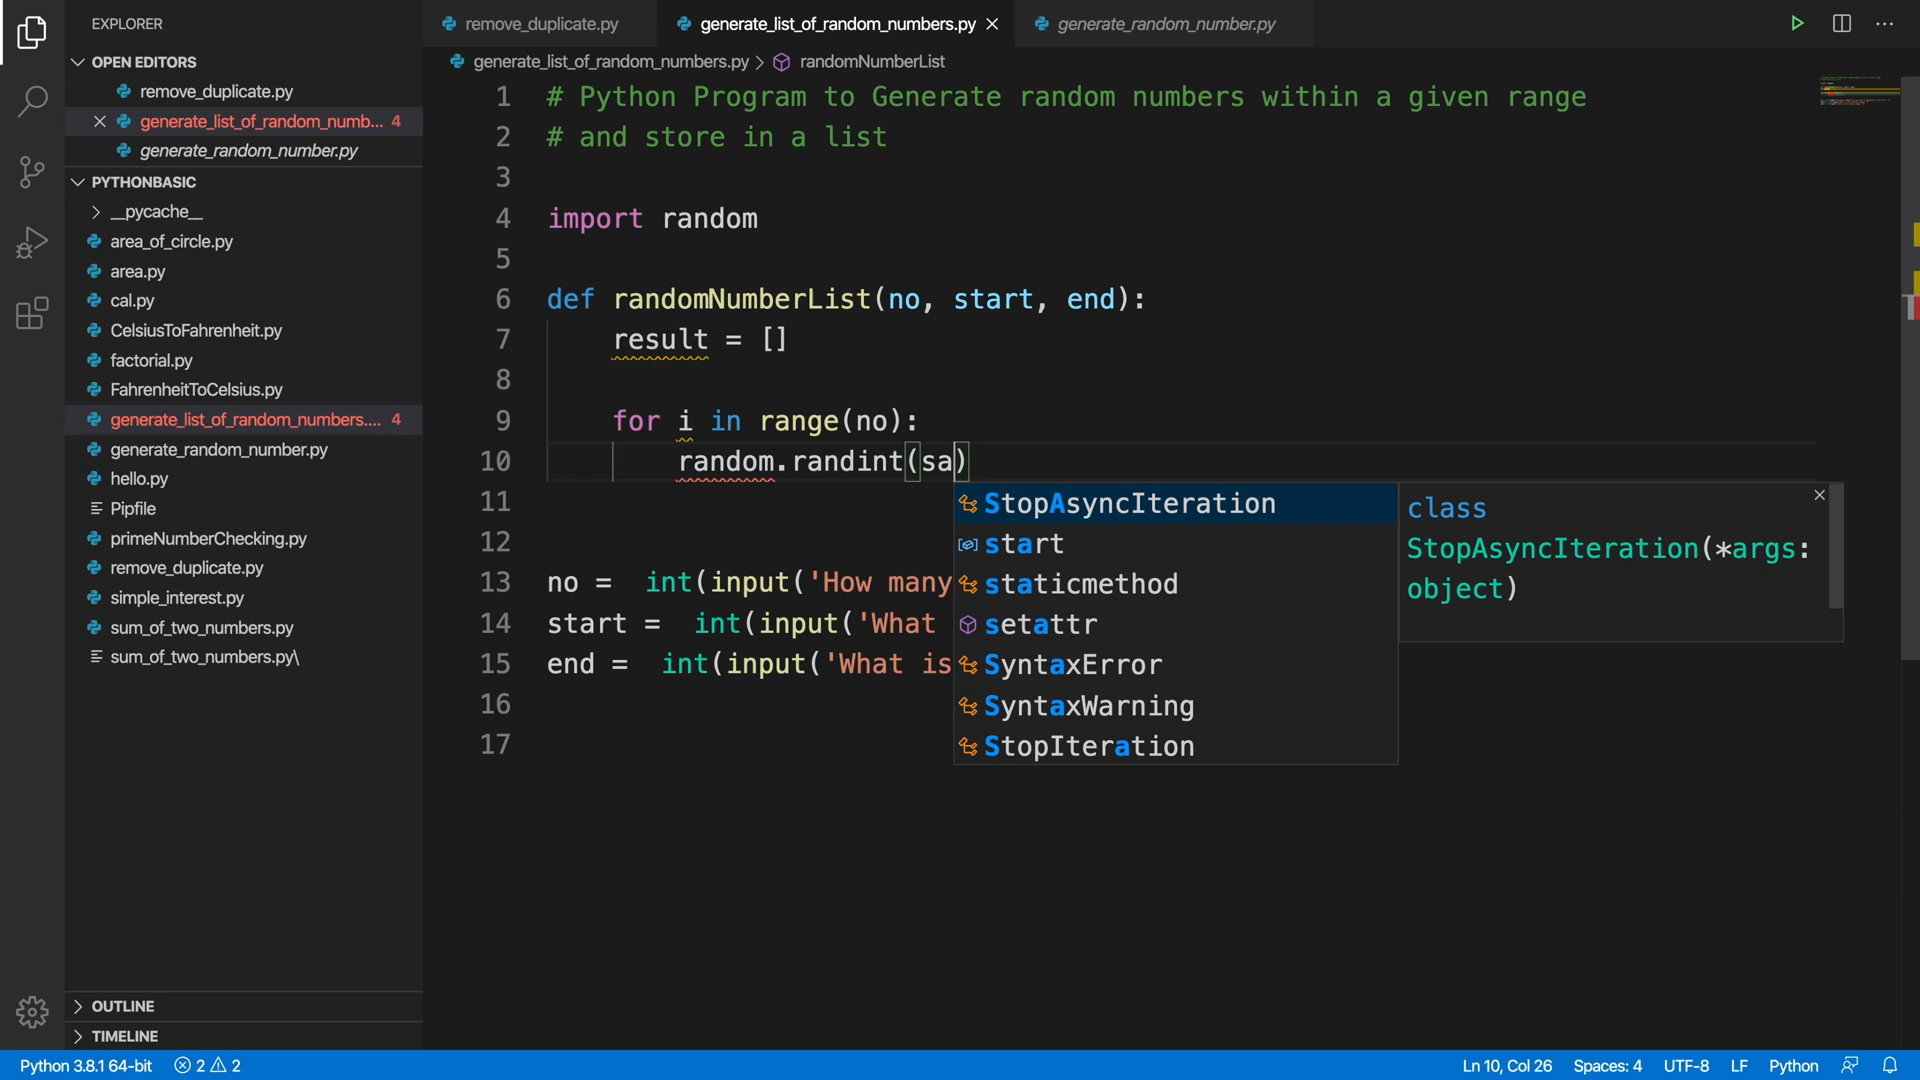 EXPLORER
OPEN EDITORS
remove_duplicate.py
generate_list_of_random_numb... 4
generate_random_number.py
PYTHONBASIC
__pycache__
area_of_circle.py
area.py
cal.py
CelsiusToFahrenheit.py
factorial.py
FahrenheitToCelsius.py
generate_list_of_random_numbers.... 4
generate_random_number.py
hello.py
Pipfile
primeNumberChecking.py
remove_duplicate.py
simple_interest.py
sum_of_two_numbers.py
sum_of_two_numbers.py\
OUTLINE
TIMELINE
remove_duplicate.py generate_list_of_random_numbers.py generate_random_number.py
generate_list_of_random_numbers.py > randomNumberList
1 # Python Program to Generate random numbers within a given range
2 # and store in a list
3
4 import random
5
6 def randomNumberList(no, start, end):
7 result = []
8
9 for i in range(no):
10 random.randint(sa)
11
12
13 no = int(input('How many
14 start = int(input('What
15 end = int(input('What is
16
17
StopAsyncIteration
start
staticmethod
setattr
SyntaxError
SyntaxWarning
StopIteration
class
StopAsyncIteration(*args:
object)
Python 3.8.1 64-bit 2 2 Ln 10, Col 26 Spaces: 4 UTF-8 LF Python